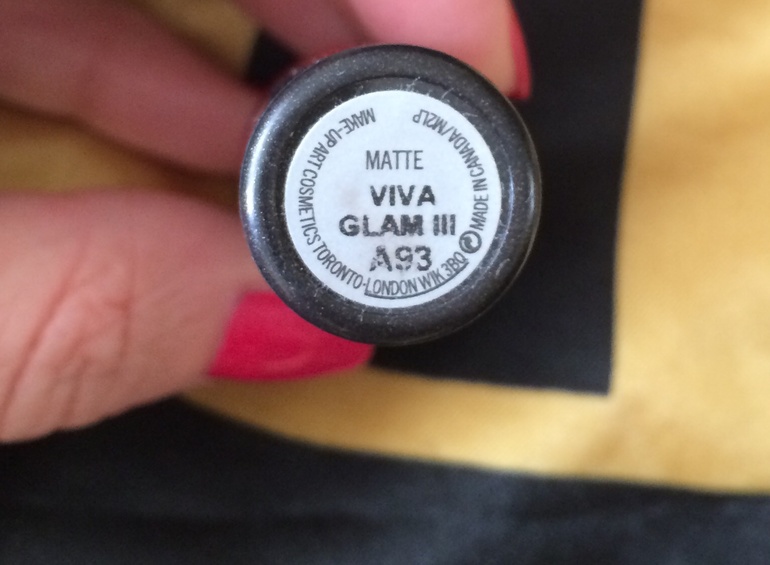 MATTE
VIVA
GLAM III
A93
MAKE-UP ART COSMETICS TORONTO-LONDON W1K 3BQ
MADE IN CANADA/M2LP